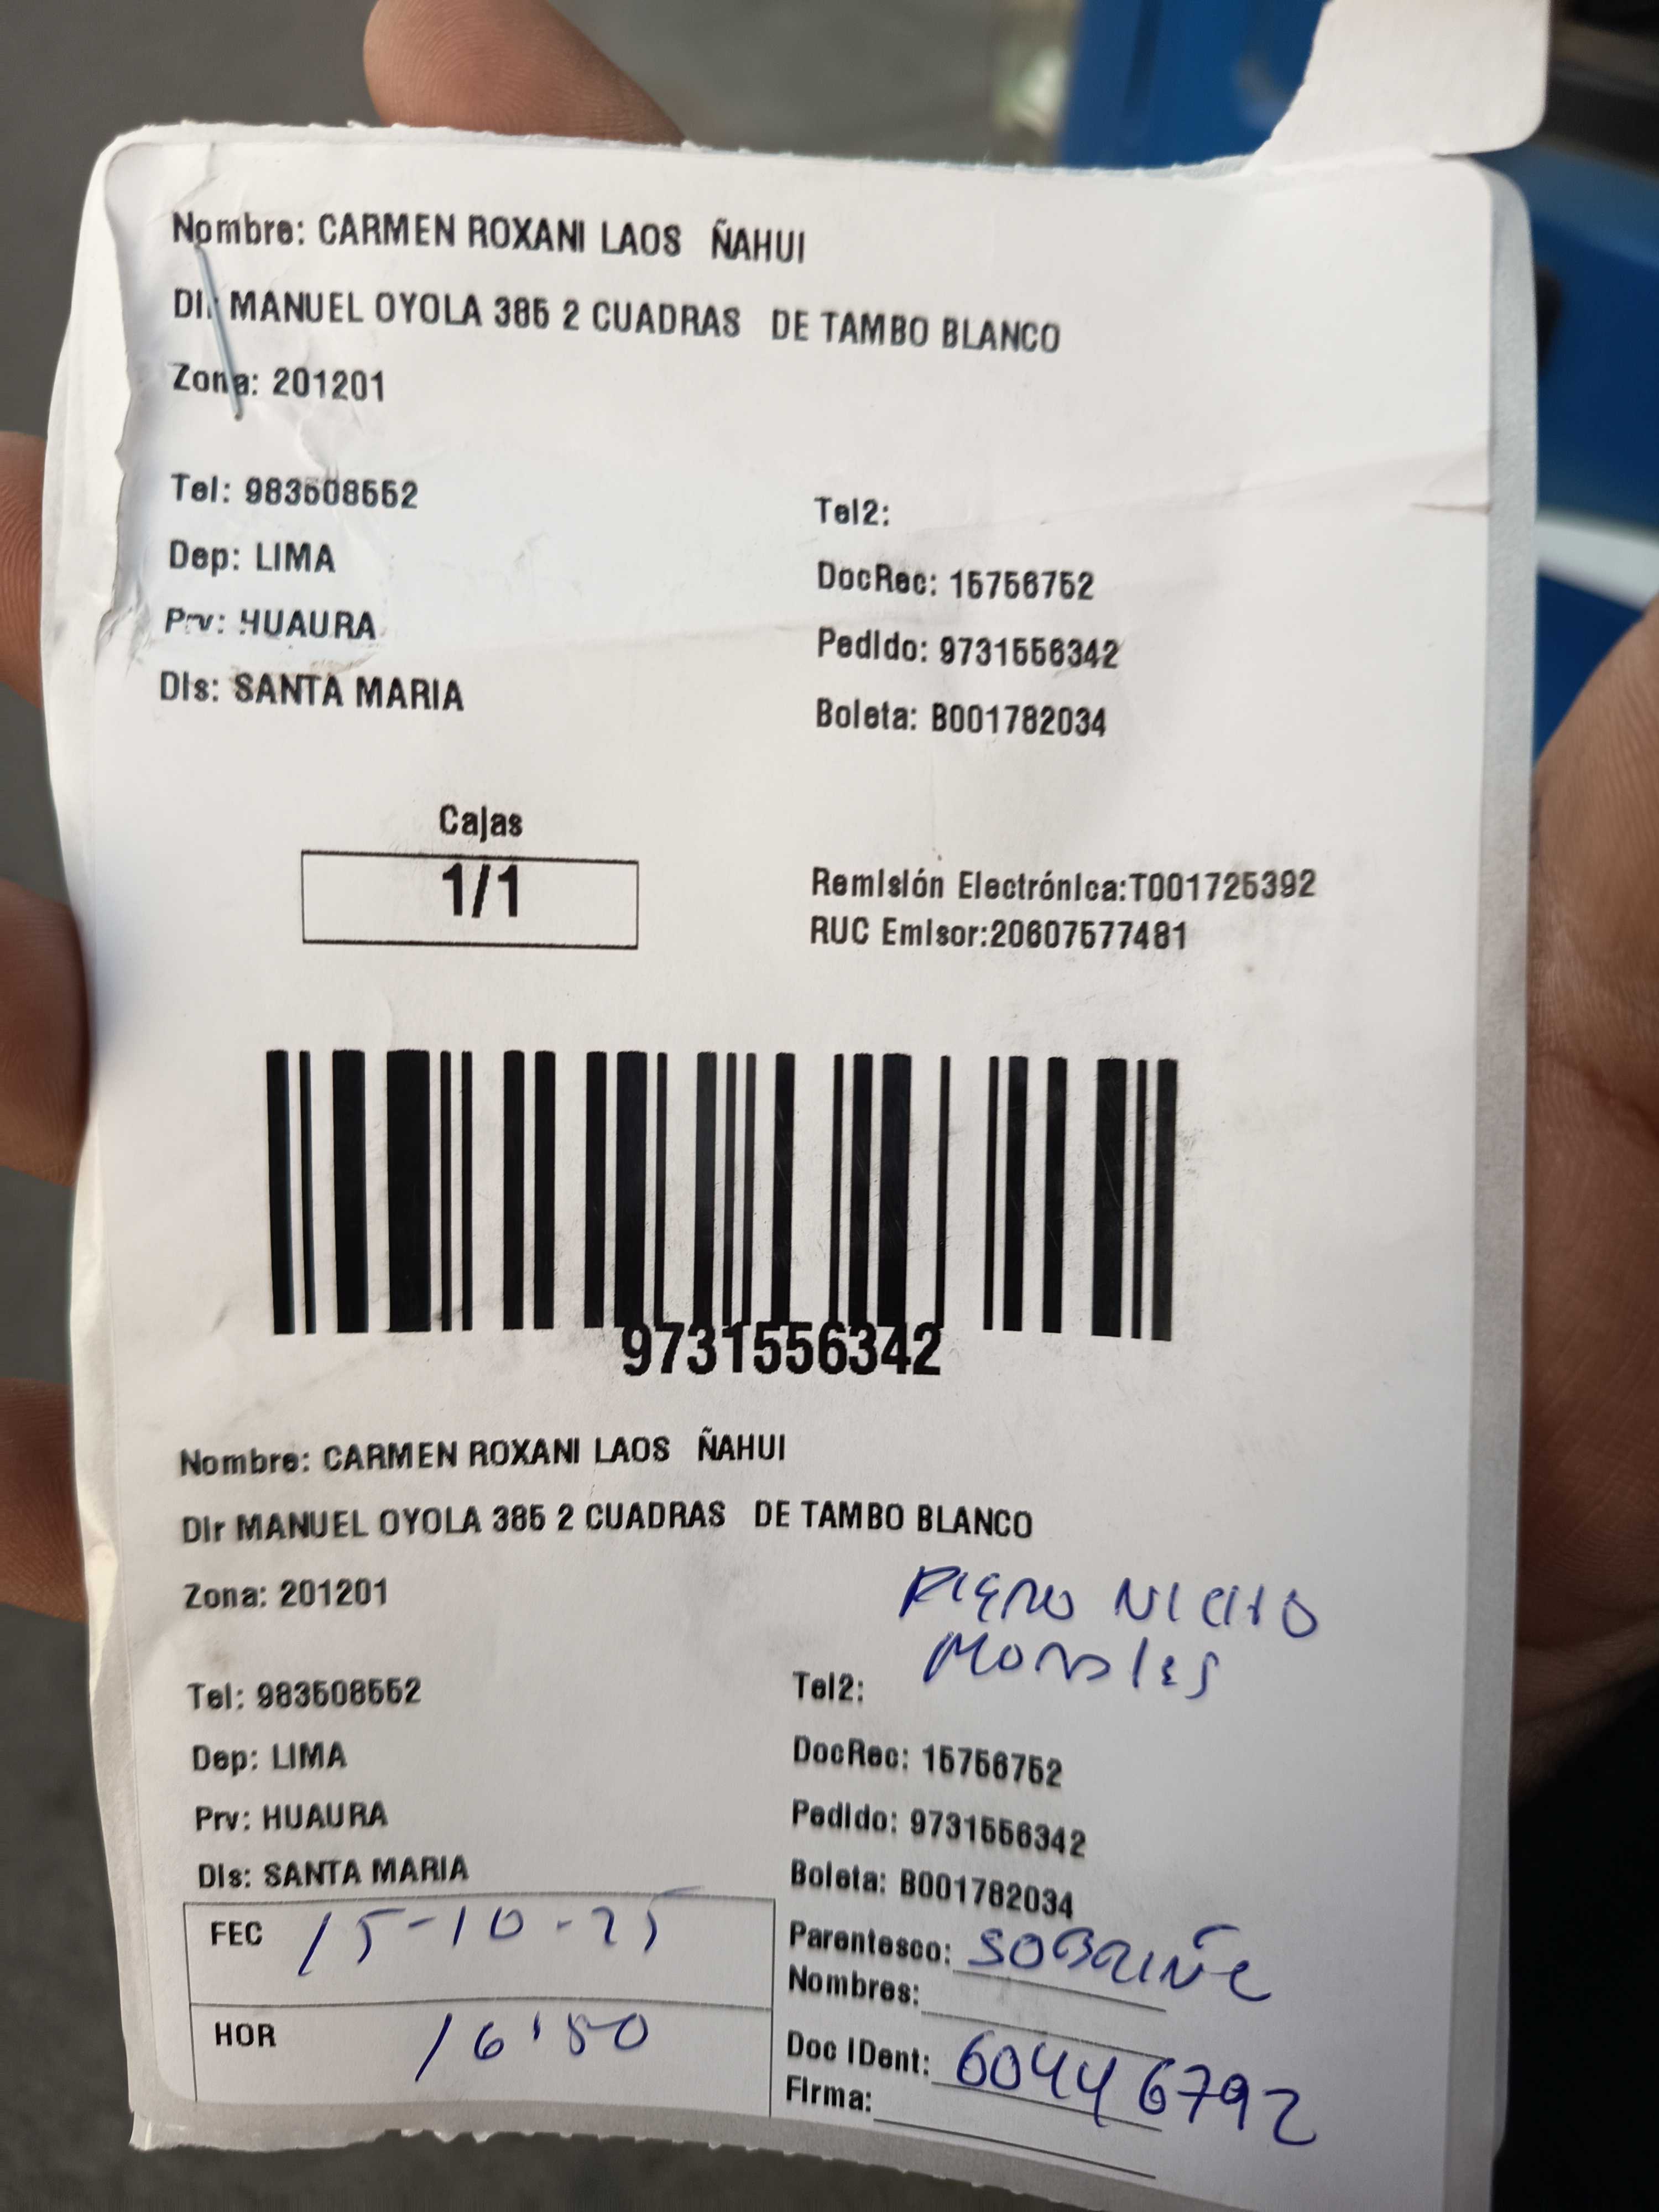 Nombre: CARMEN ROXANI LAOS ÑAHUI
Dir MANUEL OYOLA 385 2 CUADRAS DE TAMBO BLANCO
Zona: 201201
Tel: 983508552
Tel2:
Dep: LIMA
DocRec: 15756752
Prv: HUAURA
Pedido: 9731556342
Dis: SANTA MARIA
Boleta: B001782034
Cajas
1/1
Remisión Electrónica:T001725392
RUC Emisor:20607577481
9731556342
Nombre: CARMEN ROXANI LAOS ÑAHUI
Dir MANUEL OYOLA 385 2 CUADRAS DE TAMBO BLANCO
Zona: 201201
Morales
Tel: 983508552
Tel2:
Dep: LIMA
DocRec: 15756752
Prv: HUAURA
Pedido: 9731556342
Dis: SANTA MARIA
Boleta: B001782034
FEC 15-10-25
Parentesco:
Nombres:
HOR 16:50
Doc IDent: 60446792
Firma: